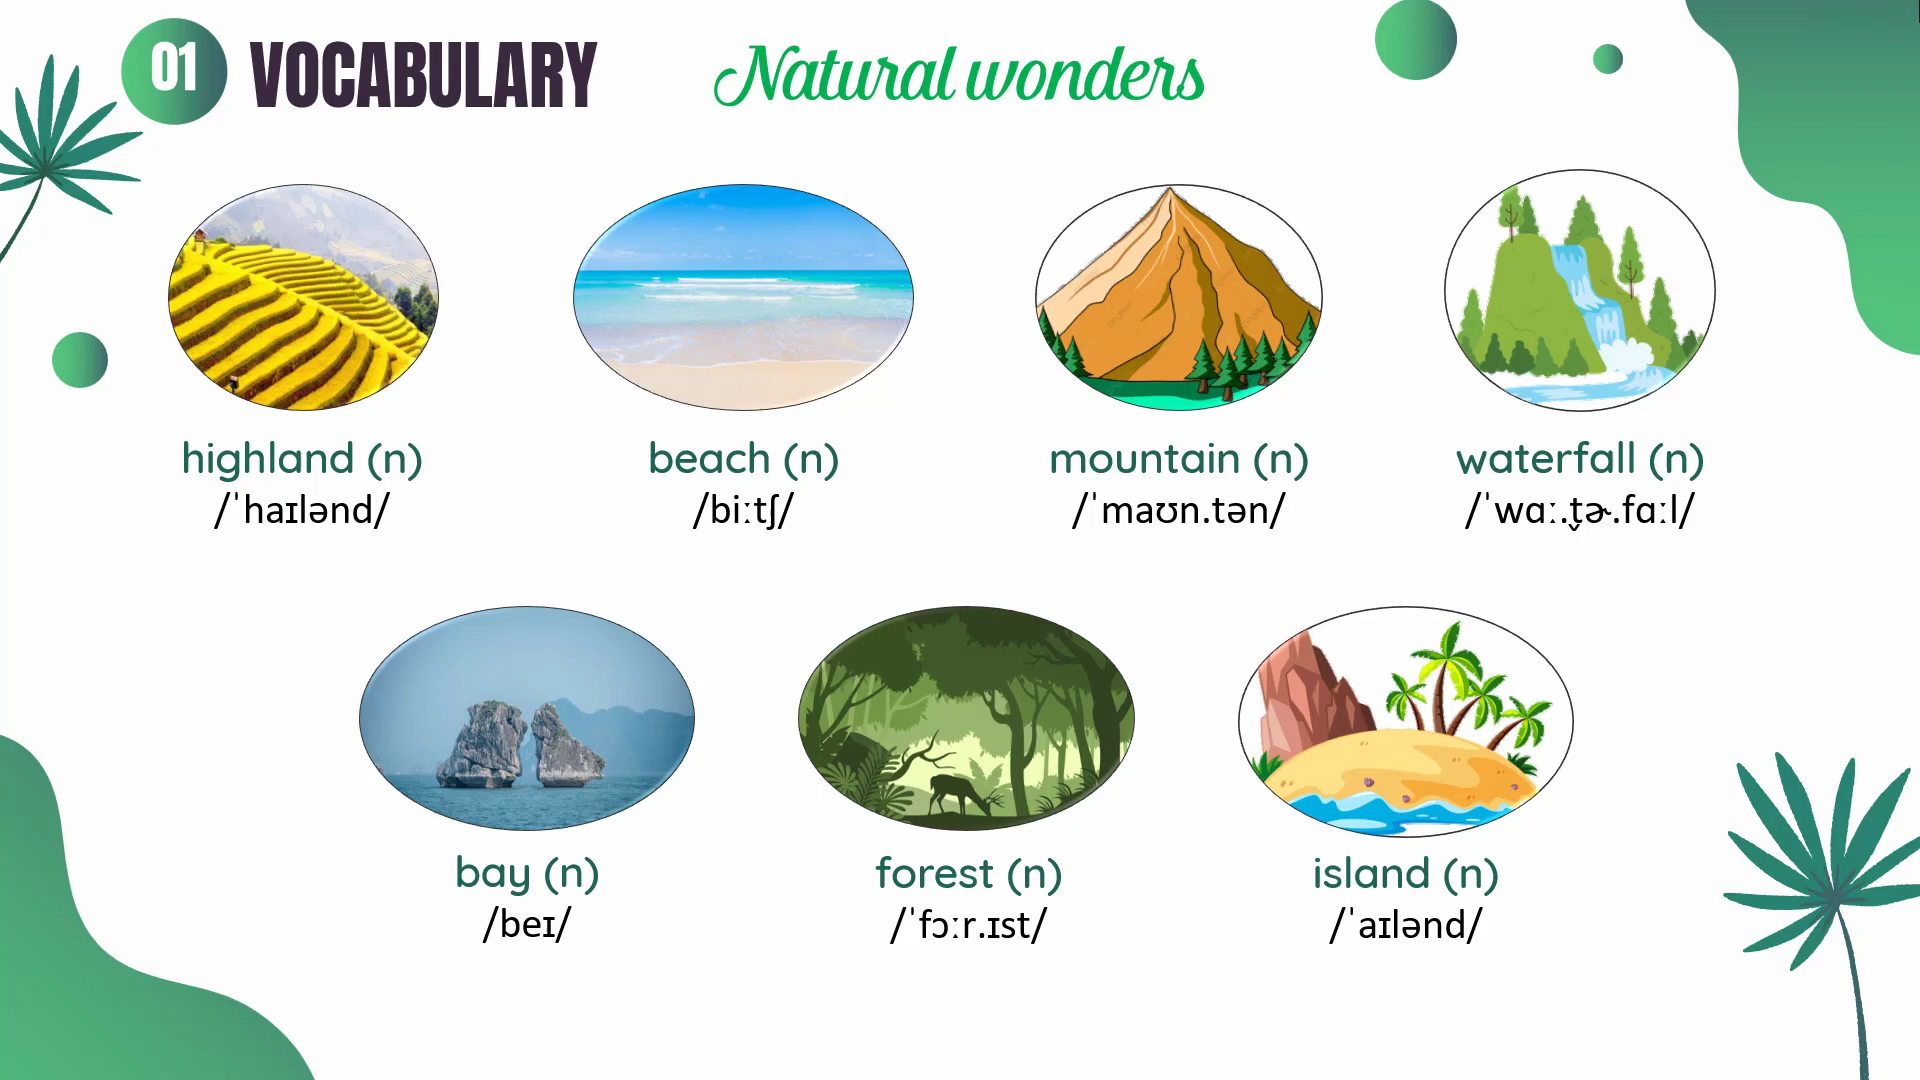 01 VOCABULARY Natural wonders
highland (n) beach (n) mountain (n) waterfall (n)
/ˈhaɪlənd/ /biːtʃ/ /ˈmaʊn.tən/ /ˈwɑː.t̬ɚ.fɑːl/
bay (n) forest (n) island (n)
/beɪ/ /ˈfɔːr.ɪst/ /ˈaɪlənd/